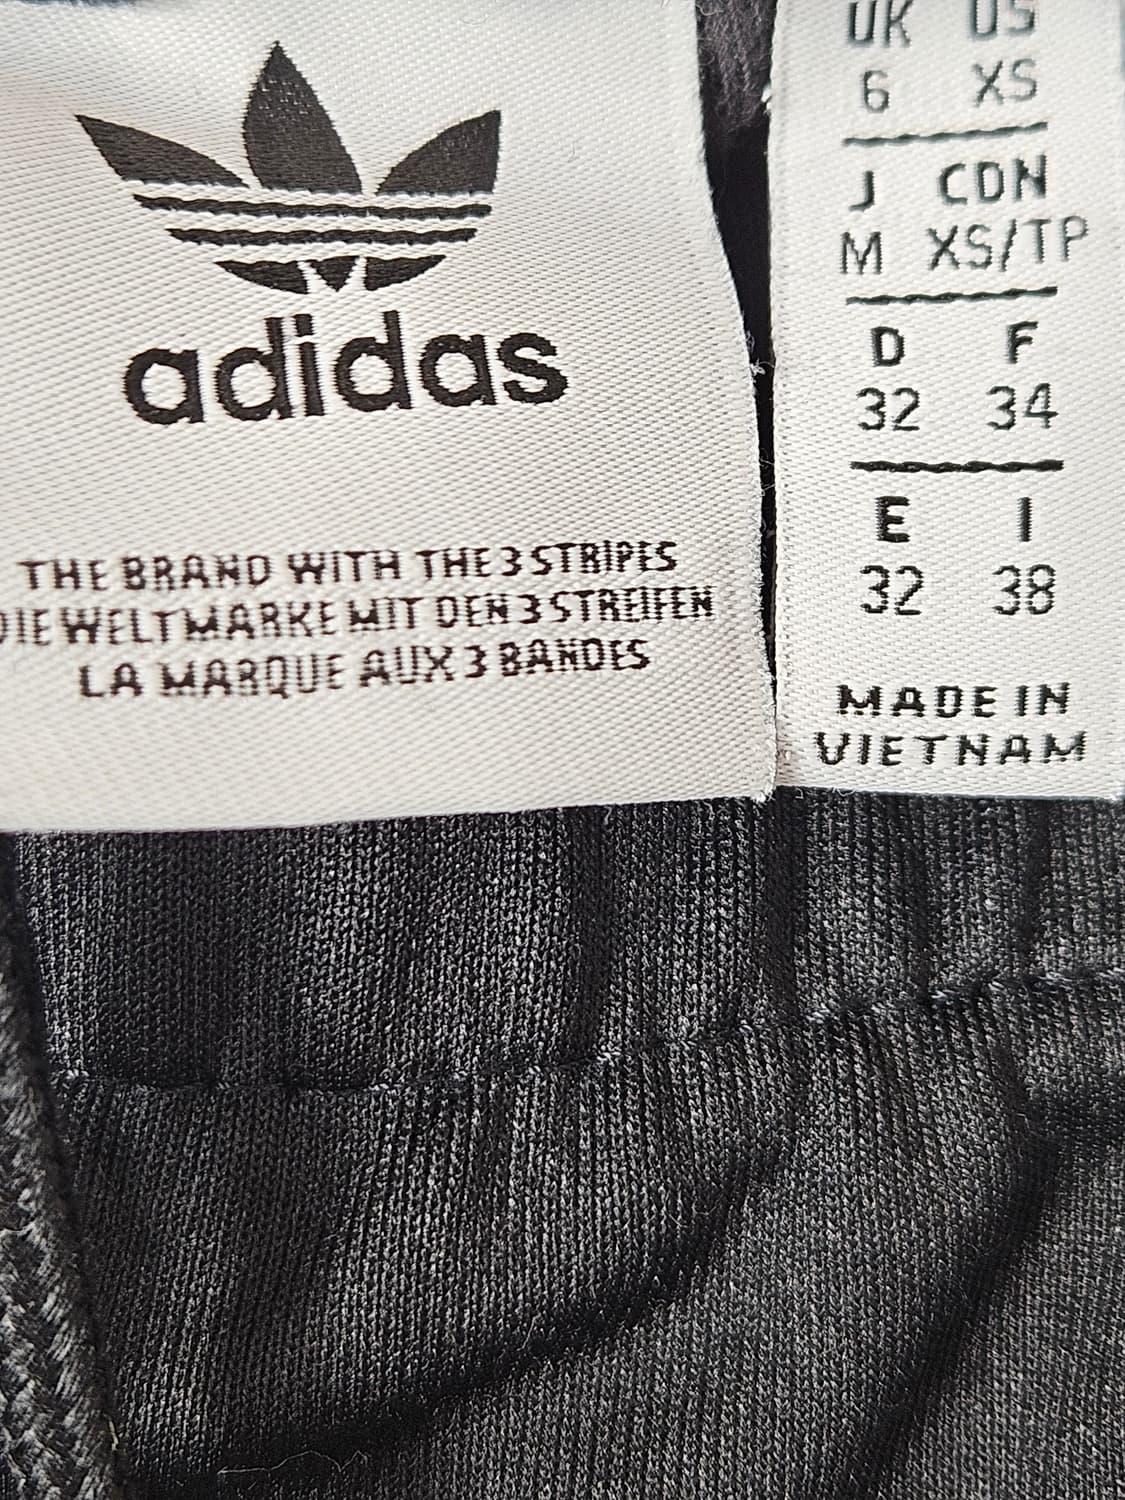 adidas
THE BRAND WITH THE 3 STRIPES
DIE WELTMARKE MIT DEN 3 STREIFEN
LA MARQUE AUX 3 BANDES
UK US
6 XS
J CDN
M XS/TP
D F
32 34
E I
32 38
MADE IN
VIETNAM